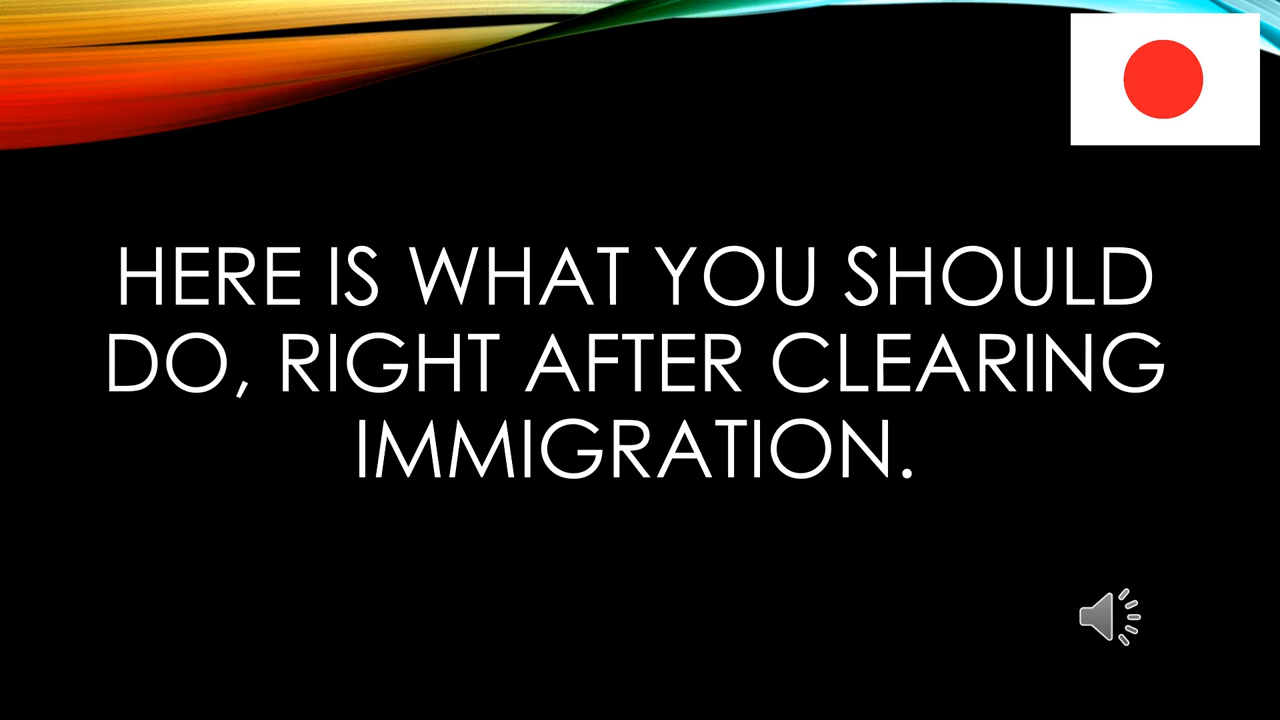 HERE IS WHAT YOU SHOULD
DO, RIGHT AFTER CLEARING
IMMIGRATION.